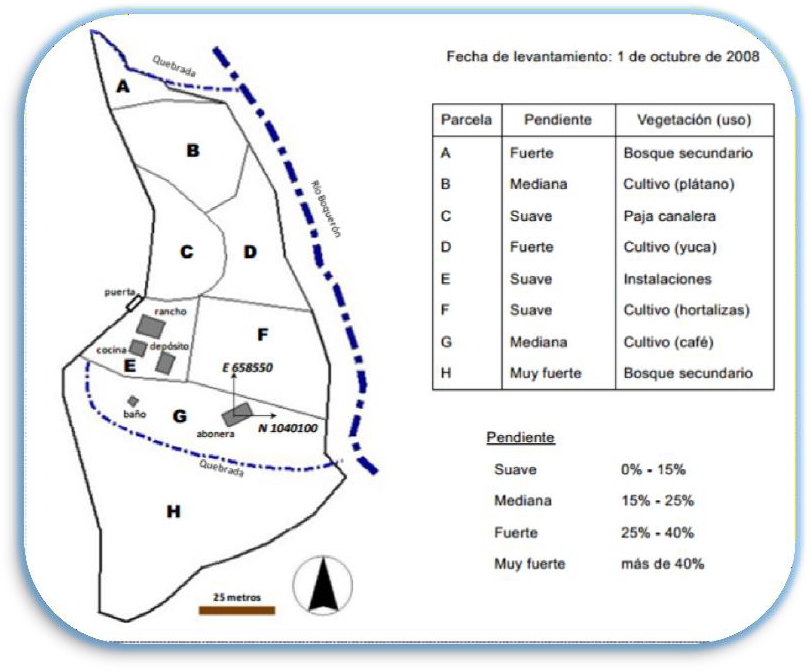 Fecha de levantamiento: 1 de octubre de 2008
Quebrada
A
B
Río Boquerón
C
D
puerta
rancho
cocina
depósito
E
F
E 658550
baño
G
abonera
N 1040100
Quebrada
H
25 metros
Parcela Pendiente Vegetación (uso)
A Fuerte Bosque secundario
B Mediana Cultivo (plátano)
C Suave Paja canalera
D Fuerte Cultivo (yuca)
E Suave Instalaciones
F Suave Cultivo (hortalizas)
G Mediana Cultivo (café)
H Muy fuerte Bosque secundario
Pendiente
Suave 0% - 15%
Mediana 15% - 25%
Fuerte 25% - 40%
Muy fuerte más de 40%